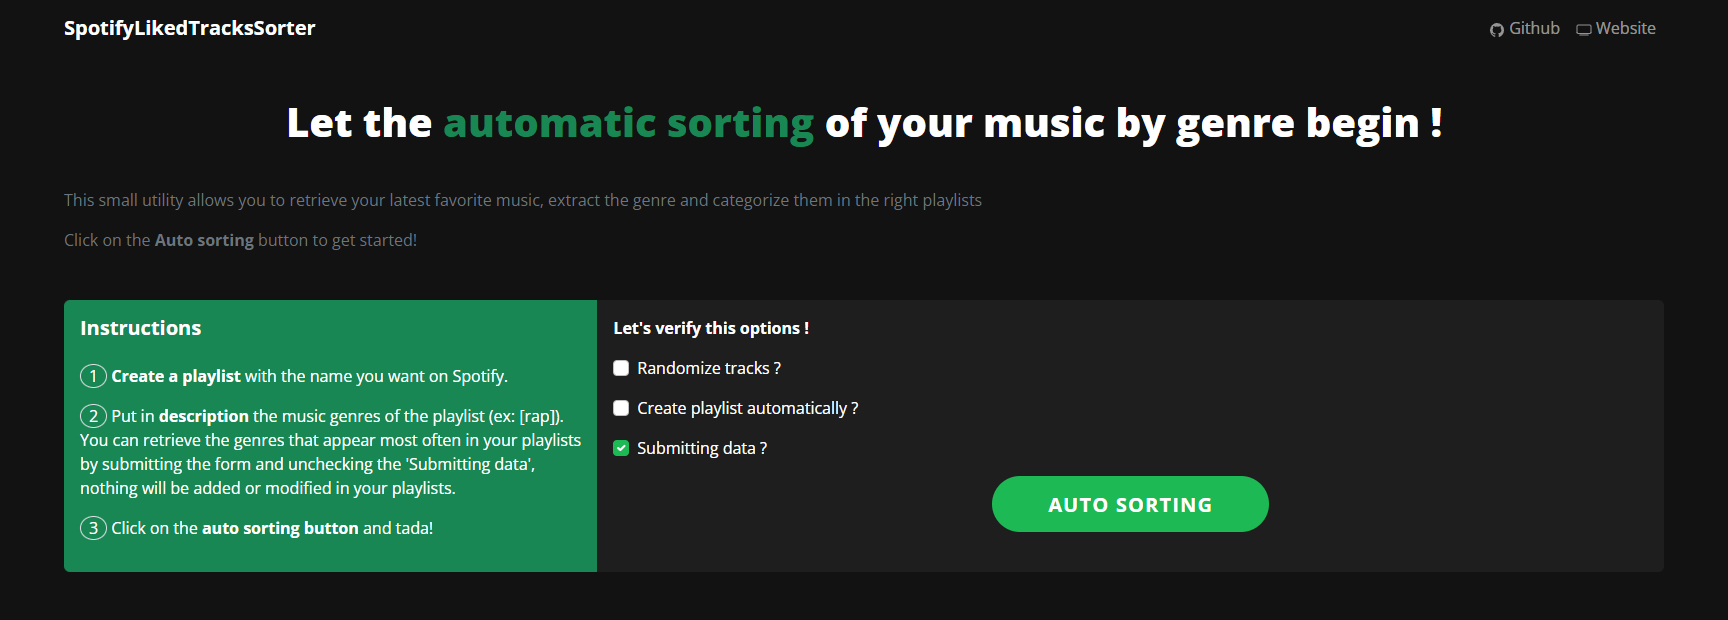 SpotifyLikedTracksSorter
Github
Website
Let the automatic sorting of your music by genre begin !
This small utility allows you to retrieve your latest favorite music, extract the genre and categorize them in the right playlists
Click on the Auto sorting button to get started!
Instructions
1 Create a playlist with the name you want on Spotify.
2 Put in description the music genres of the playlist (ex: [rap]).
You can retrieve the genres that appear most often in your playlists
by submitting the form and unchecking the 'Submitting data',
nothing will be added or modified in your playlists.
3 Click on the auto sorting button and tada!
Let's verify this options !
Randomize tracks ?
Create playlist automatically ?
Submitting data ?
AUTO SORTING